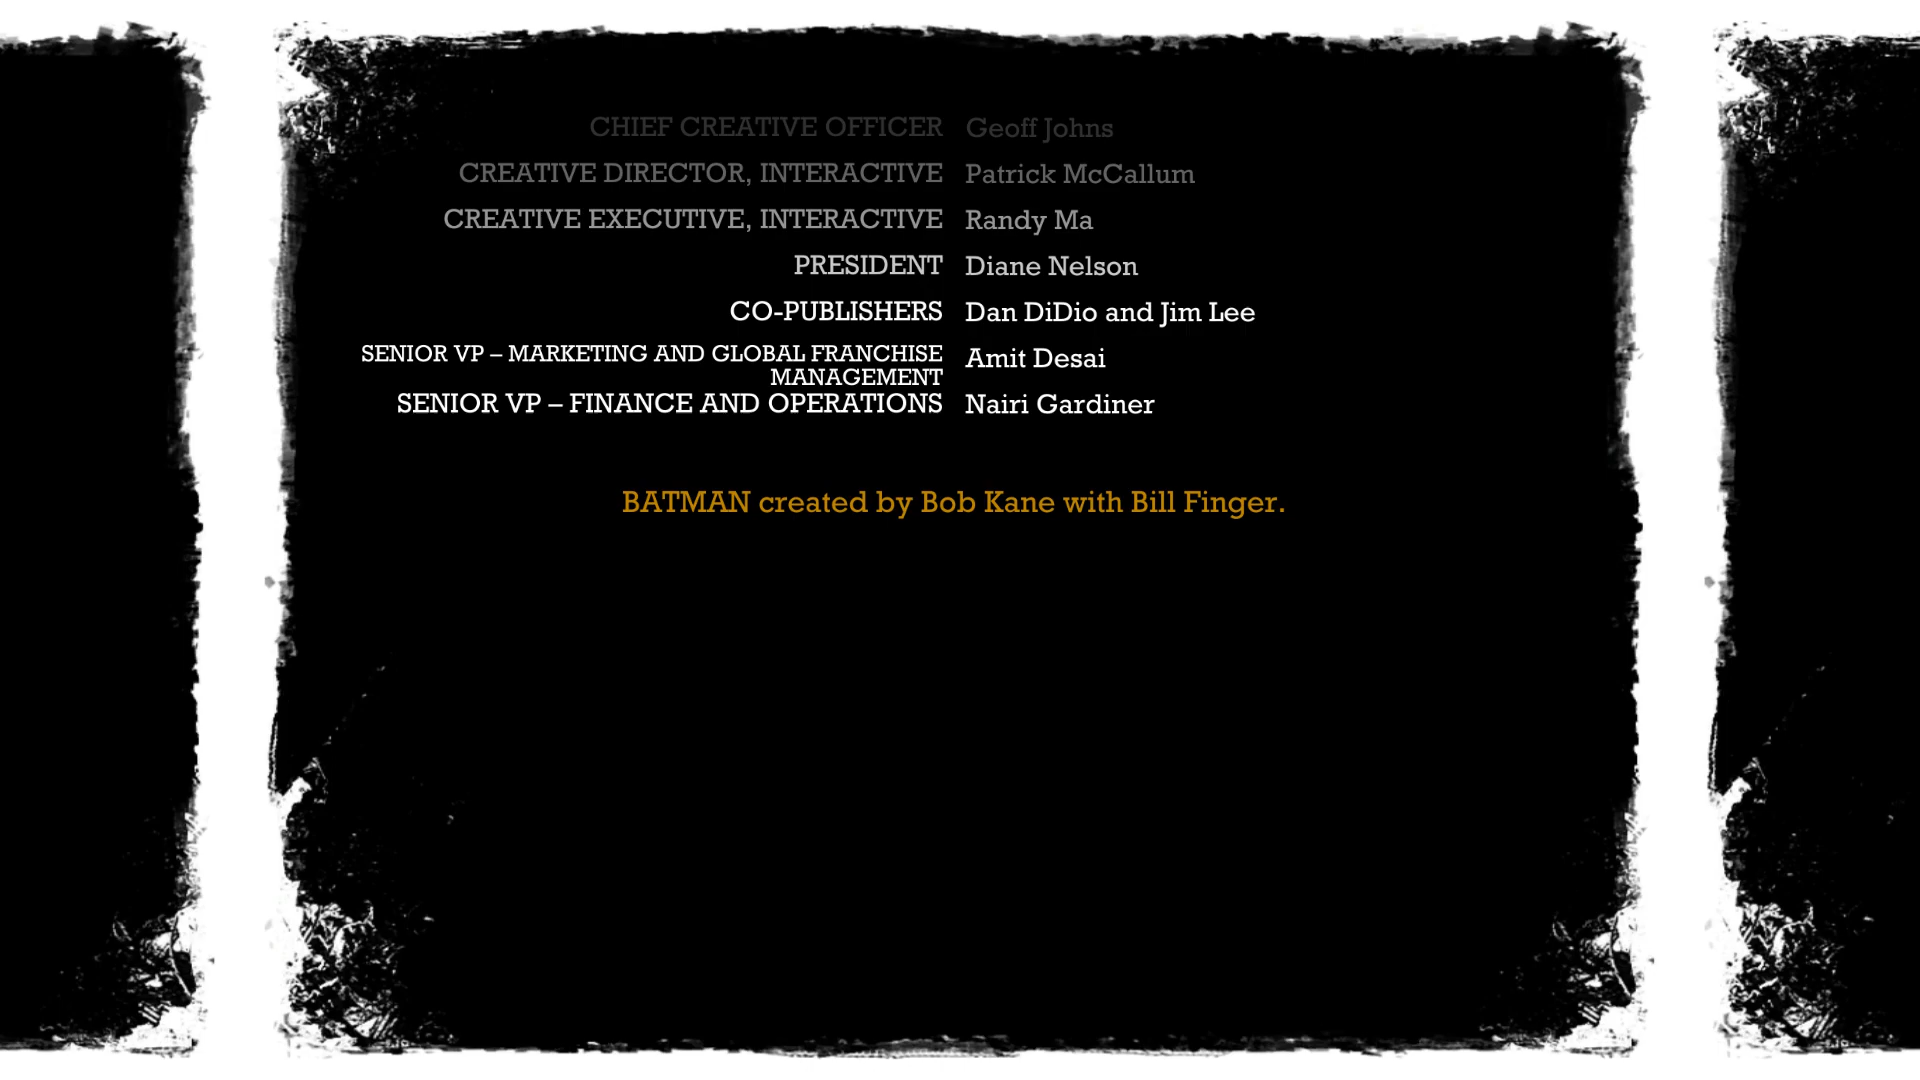 CHIEF CREATIVE OFFICER Geoff Johns
CREATIVE DIRECTOR, INTERACTIVE Patrick McCallum
CREATIVE EXECUTIVE, INTERACTIVE Randy Ma
PRESIDENT Diane Nelson
CO-PUBLISHERS Dan DiDio and Jim Lee
SENIOR VP – MARKETING AND GLOBAL FRANCHISE Amit Desai
MANAGEMENT
SENIOR VP – FINANCE AND OPERATIONS Nairi Gardiner
BATMAN created by Bob Kane with Bill Finger.